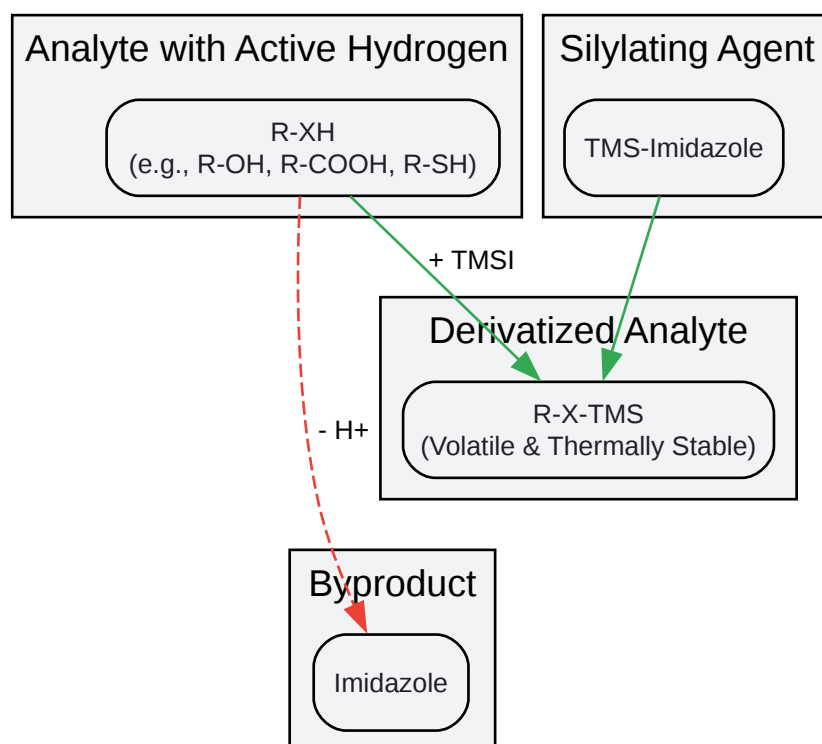 Analyte with Active Hydrogen
R-XH
(e.g., R-OH, R-COOH, R-SH)
Silylating Agent
TMS-Imidazole
+ TMSI
Derivatized Analyte
R-X-TMS
(Volatile & Thermally Stable)
- H+
Byproduct
Imidazole